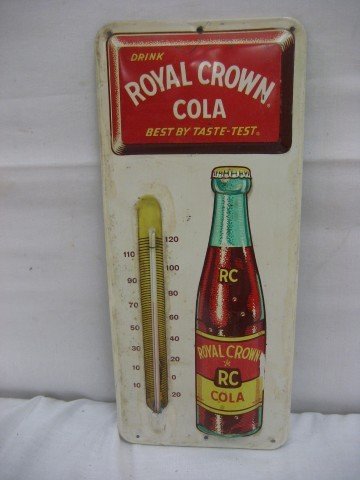 DRINK
ROYAL CROWN
COLA
BEST BY TASTE-TEST
120
110
100
90
80
70
60
50
40
30
20
10
0
10
20
RC
ROYAL CROWN
RC
COLA